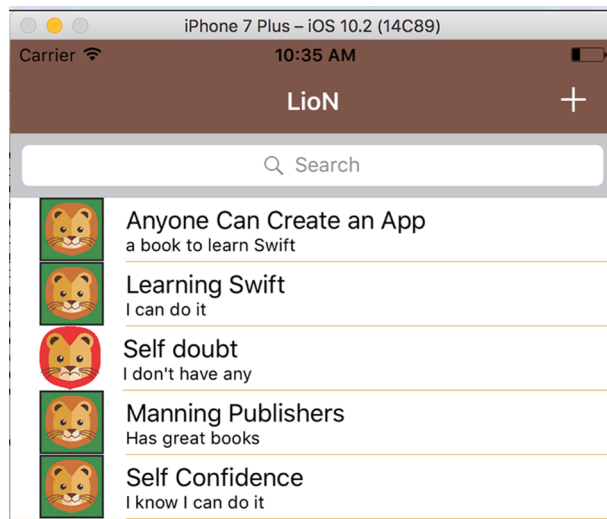 iPhone 7 Plus – iOS 10.2 (14C89)
Carrier 10:35 AM
LioN +
Search
Anyone Can Create an App
a book to learn Swift
Learning Swift
I can do it
Self doubt
I don't have any
Manning Publishers
Has great books
Self Confidence
I know I can do it